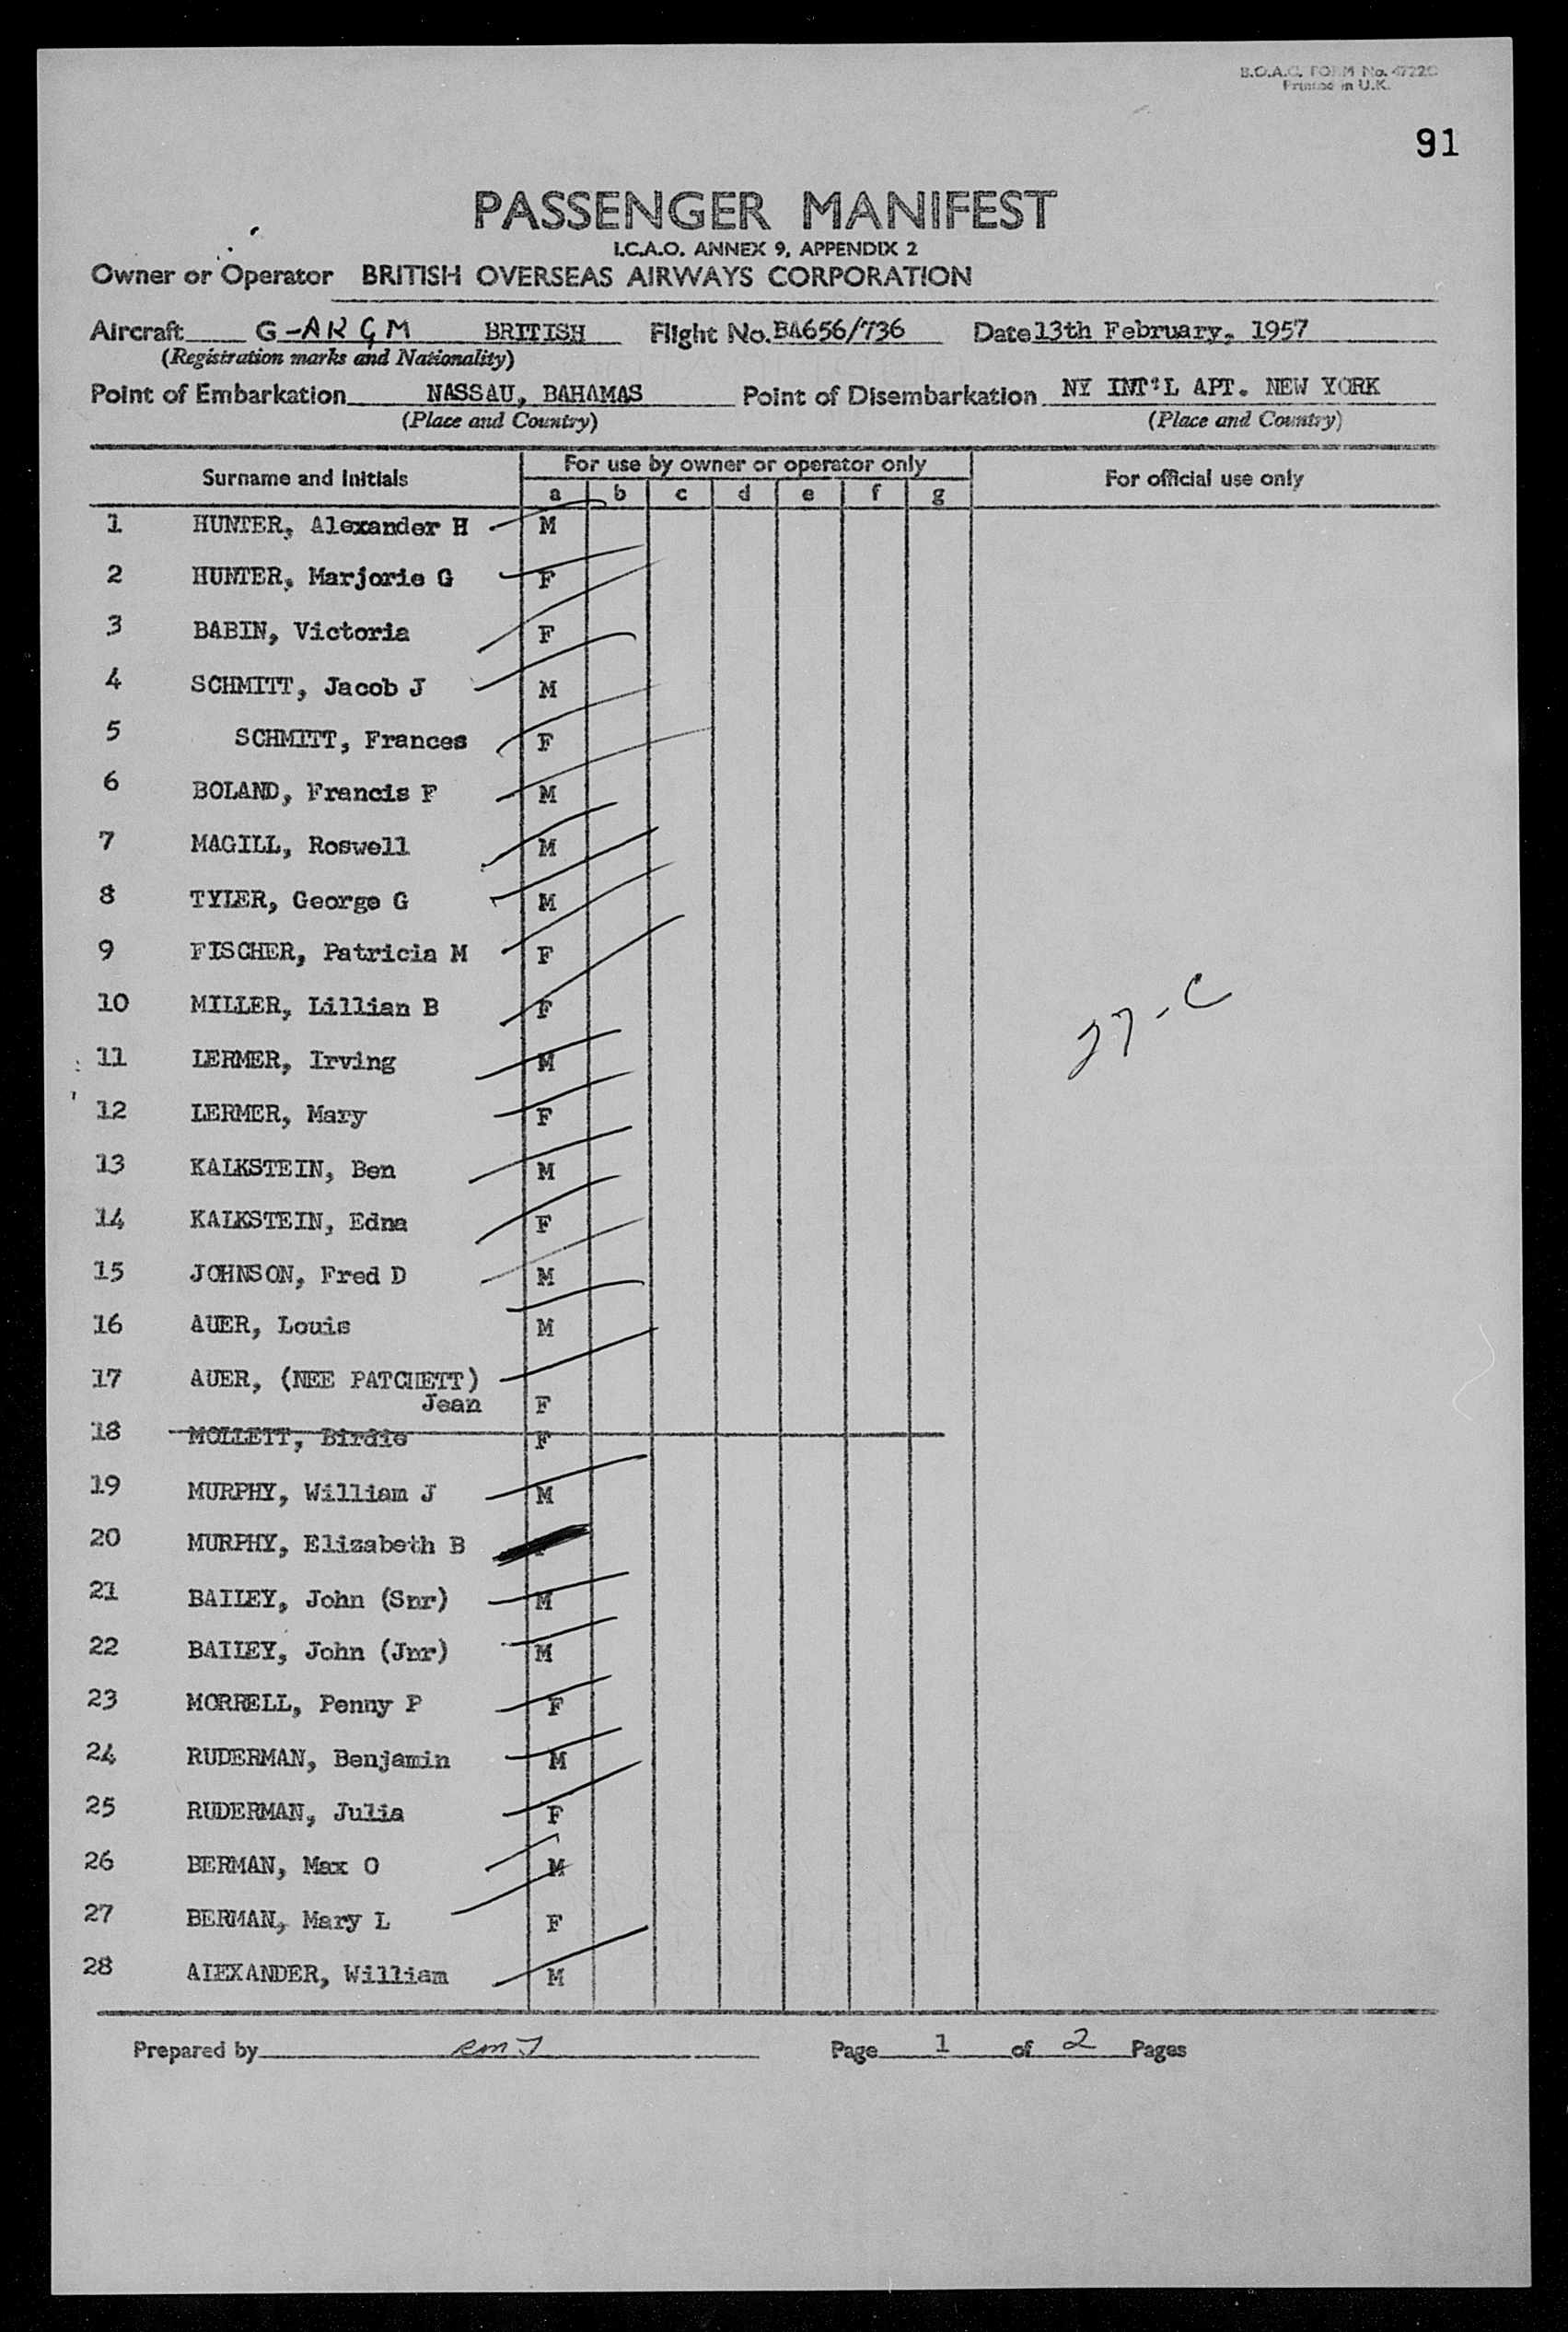 B.O.A.C. FORM No. 4722C
Printed in U.K.
91
PASSENGER MANIFEST
I.C.A.O. ANNEX 9, APPENDIX 2
Owner or Operator BRITISH OVERSEAS AIRWAYS CORPORATION
Aircraft BRITISH Flight No. BA656/736 Date 13th February, 1957
(Registration marks and Nationality)
Point of Embarkation NASSAU, BAHAMAS Point of Disembarkation NY INT'L APT. NEW YORK
(Place and Country) (Place and Country)
Surname and Initials For use by owner or operator only For official use only
a b c d e f g
1 HUNTER, Alexander H M
2 HUNTER, Marjorie G F
3 BABIN, Victoria F
4 SCHMITT, Jacob J M
5 SCHMITT, Frances F
6 BOLAND, Francis F M
7 MAGILL, Roswell M
8 TYLER, George G M
9 FISCHER, Patricia M F
10 MILLER, Lillian B F
11 LERMER, Irving M
12 LERMER, Mary F
13 KALKSTEIN, Ben M
14 KALKSTEIN, Edna F
15 JOHNSON, Fred D M
16 AUER, Louis M
17 AUER, (NEE PATCHETT)
Jean F
18 MOLLETT, Birdie F
19 MURPHY, William J M
20 MURPHY, Elizabeth B
21 BAILEY, John (Snr) M
22 BAILEY, John (Jnr) M
23 MORRELL, Penny P F
24 RUDERMAN, Benjamin M
25 RUDERMAN, Julia F
26 BERMAN, Max O M
27 BERMAN, Mary L F
28 ALEXANDER, William M
27-C
Prepared by Page 1 of 2 Pages